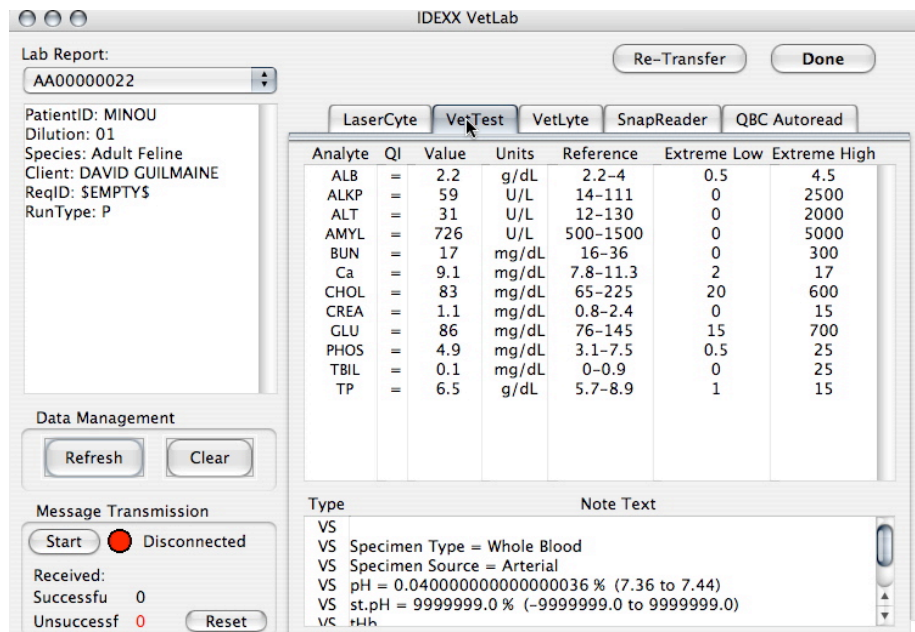 IDEXX VetLab
Lab Report:
AA00000022
Re-Transfer
Done
PatientID: MINOU
Dilution: 01
Species: Adult Feline
Client: DAVID GUILMAINE
ReqID: $EMPTY$
RunType: P
LaserCyte VetTest VetLyte SnapReader QBC Autoread
Analyte QI Value Units Reference Extreme Low Extreme High
ALB = 2.2 g/dL 2.2-4 0.5 4.5
ALKP = 59 U/L 14-111 0 2500
ALT = 31 U/L 12-130 0 2000
AMYL = 726 U/L 500-1500 0 5000
BUN = 17 mg/dL 16-36 0 300
Ca = 9.1 mg/dL 7.8-11.3 2 17
CHOL = 83 mg/dL 65-225 20 600
CREA = 1.1 mg/dL 0.8-2.4 0 15
GLU = 86 mg/dL 76-145 15 700
PHOS = 4.9 mg/dL 3.1-7.5 0.5 25
TBIL = 0.1 mg/dL 0-0.9 0 25
TP = 6.5 g/dL 5.7-8.9 1 15
Data Management
Refresh Clear
Message Transmission
Start Disconnected
Received:
Successfu 0
Unsuccessf 0 Reset
Type Note Text
VS
VS Specimen Type = Whole Blood
VS Specimen Source = Arterial
VS pH = 0.040000000000000036 % (7.36 to 7.44)
VS st.pH = 9999999.0 % (-9999999.0 to 9999999.0)
VS tHb